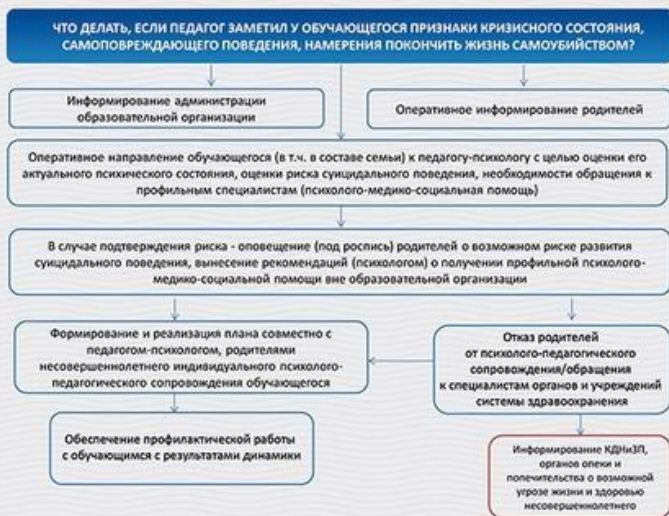 ЧТО ДЕЛАТЬ, ЕСЛИ ПЕДАГОГ ЗАМЕТИЛ У ОБУЧАЮЩЕГОСЯ ПРИЗНАКИ КРИЗИСНОГО СОСТОЯНИЯ,
САМОПОВРЕЖДАЮЩЕГО ПОВЕДЕНИЯ, НАМЕРЕНИЯ ПОКОНЧИТЬ ЖИЗНЬ САМОУБИЙСТВОМ?
Информирование администрации
образовательной организации
Оперативное информирование родителей
Оперативное направление обучающегося (в т.ч. в составе семьи) к педагогу-психологу с целью оценки его
актуального психического состояния, оценки риска суицидального поведения, необходимости обращения к
профильным специалистам (психолого-медико-социальная помощь)
В случае подтверждения риска - оповещение (под роспись) родителей о возможном риске развития
суицидального поведения, вынесение рекомендаций (психологом) о получении профильной психолого-
медико-социальной помощи вне образовательной организации
Формирование и реализация плана совместно с
педагогом-психологом, родителями
несовершеннолетнего индивидуального психолого-
педагогического сопровождения обучающегося
Отказ родителей
от психолого-педагогического
сопровождения/обращения
к специалистам органов и учреждений
системы здравоохранения
Обеспечение профилактической работы
с обучающимся с результатами динамики
Информирование КДНиЗП,
органов опеки и
попечительства о возможной
угрозе жизни и здоровью
несовершеннолетнего